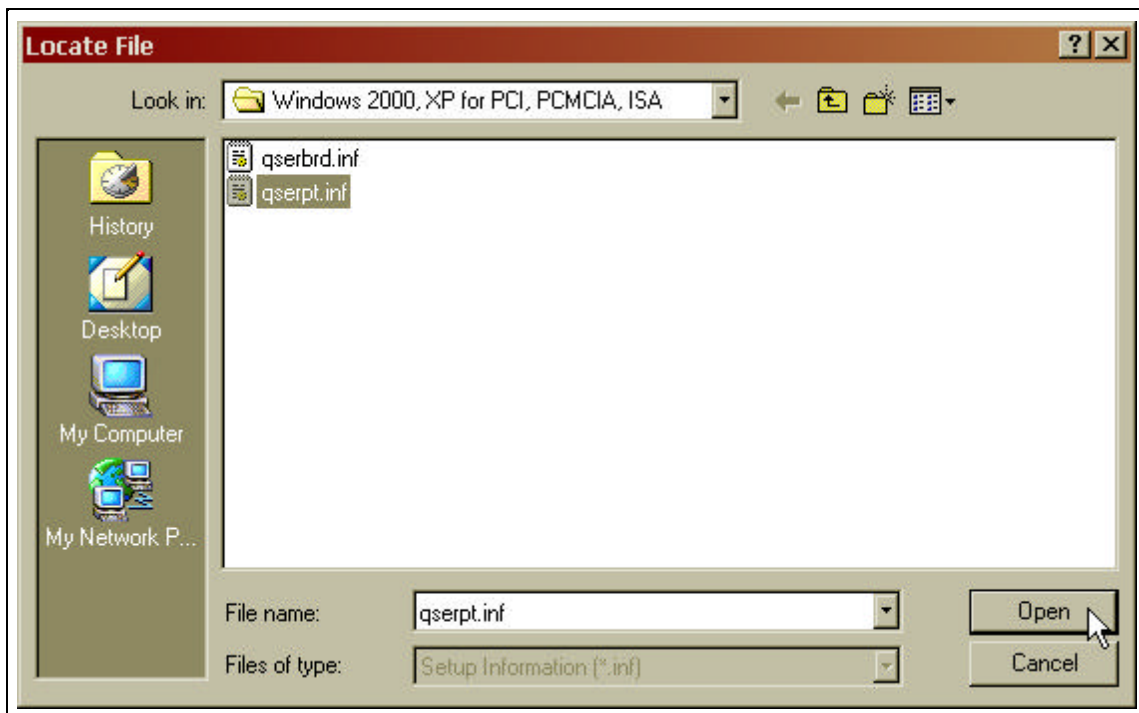 Locate File
Look in: Windows 2000, XP for PCI, PCMCIA, ISA
qserbrd.inf
qserpt.inf
History
Desktop
My Computer
My Network P...
File name: qserpt.inf Open
Files of type: Setup Information (*.inf) Cancel